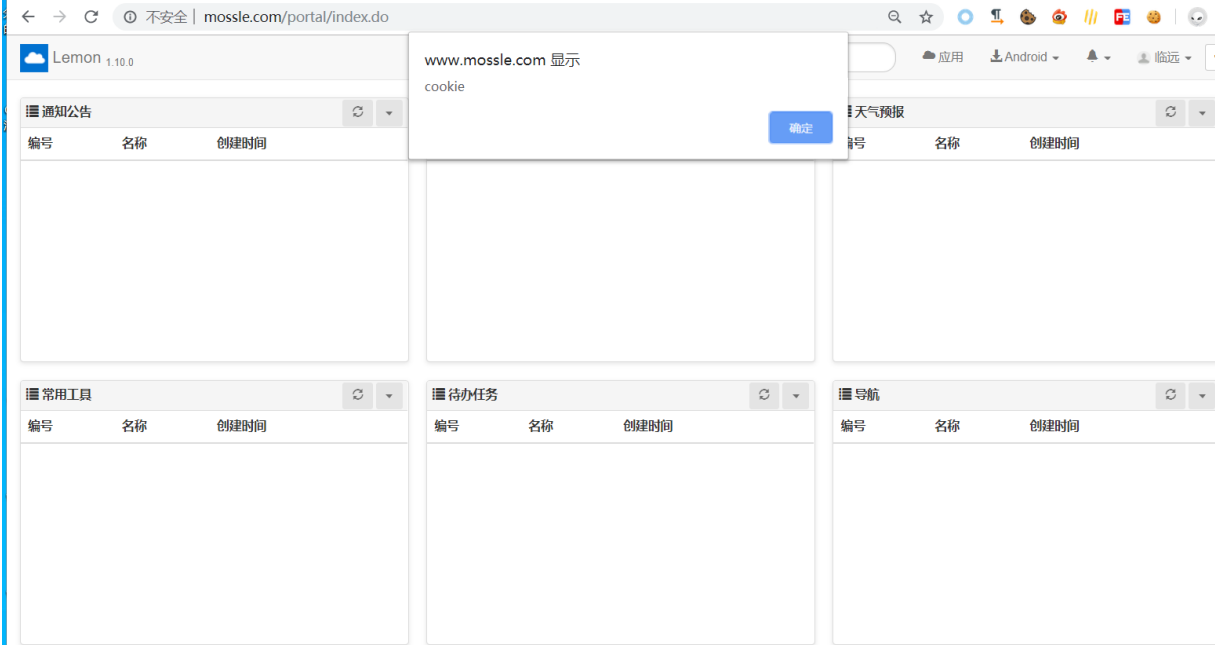 不安全 mossle.com/portal/index.do
Lemon 1.10.0
www.mossle.com 显示
cookie
确定
应用
Android
临远
通知公告
编号 名称 创建时间
天气预报
编号 名称 创建时间
常用工具
编号 名称 创建时间
待办任务
编号 名称 创建时间
导航
编号 名称 创建时间